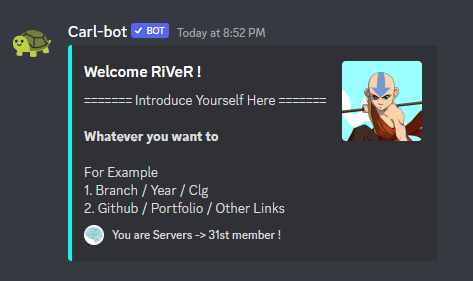 Carl-bot ✓ BOT Today at 8:52 PM
Welcome RiVeR !
======= Introduce Yourself Here =======
Whatever you want to
For Example
1. Branch / Year / Clg
2. Github / Portfolio / Other Links
You are Servers -> 31st member !